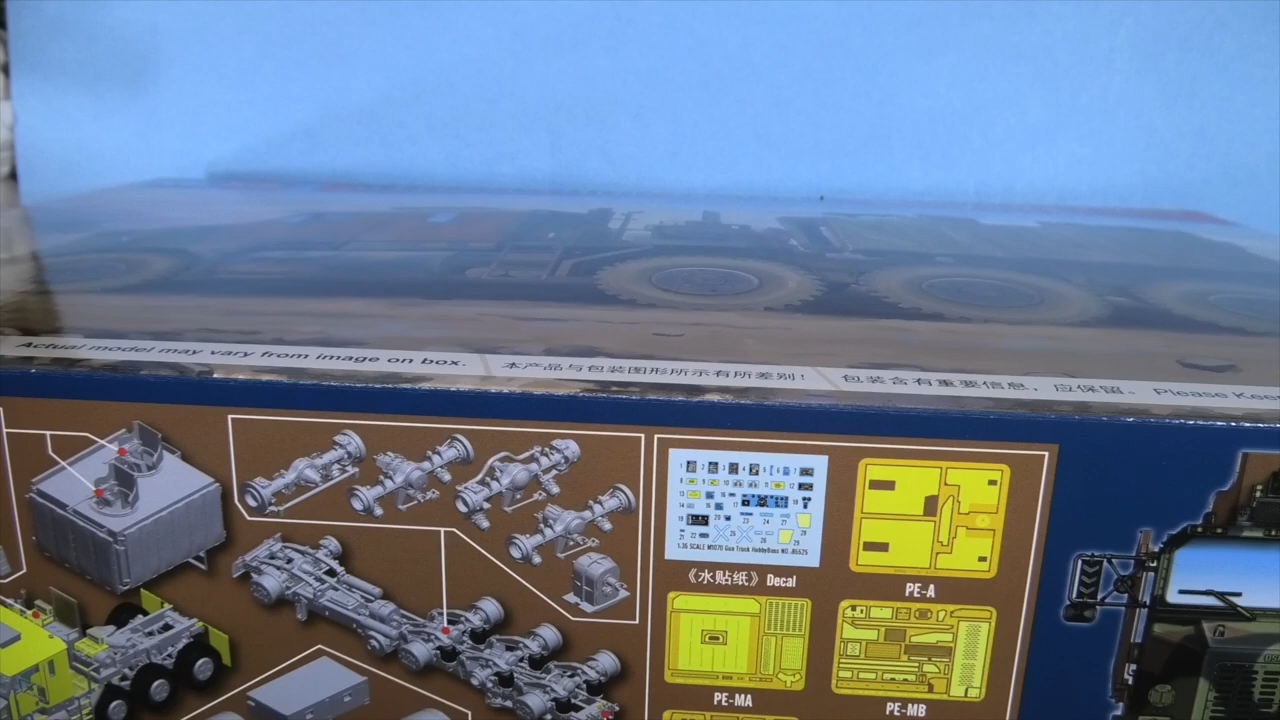 Actual model may vary from image on box. 本产品与包装图形所示有所差别! 包装含有重要信息, 应保留。 Please Kee
1:35 SCALE M1070 Gun Truck HobbyBoss NO.:85525
《水贴纸》 Decal
PE-A
PE-MA
PE-MB